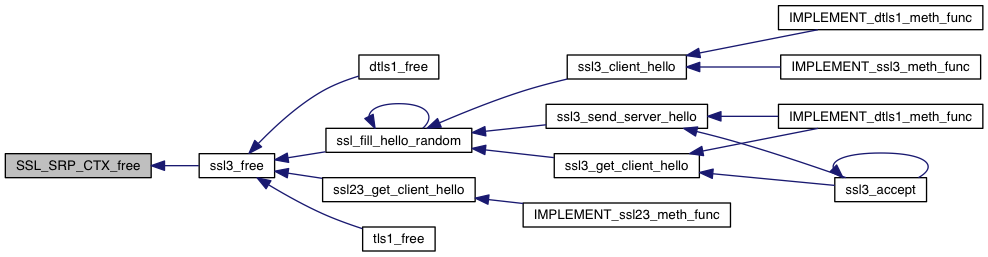 SSL_SRP_CTX_free
ssl3_free
dtls1_free
ssl_fill_hello_random
ssl23_get_client_hello
tls1_free
ssl3_client_hello
ssl3_send_server_hello
ssl3_get_client_hello
IMPLEMENT_ssl23_meth_func
IMPLEMENT_dtls1_meth_func
IMPLEMENT_ssl3_meth_func
IMPLEMENT_dtls1_meth_func
ssl3_accept